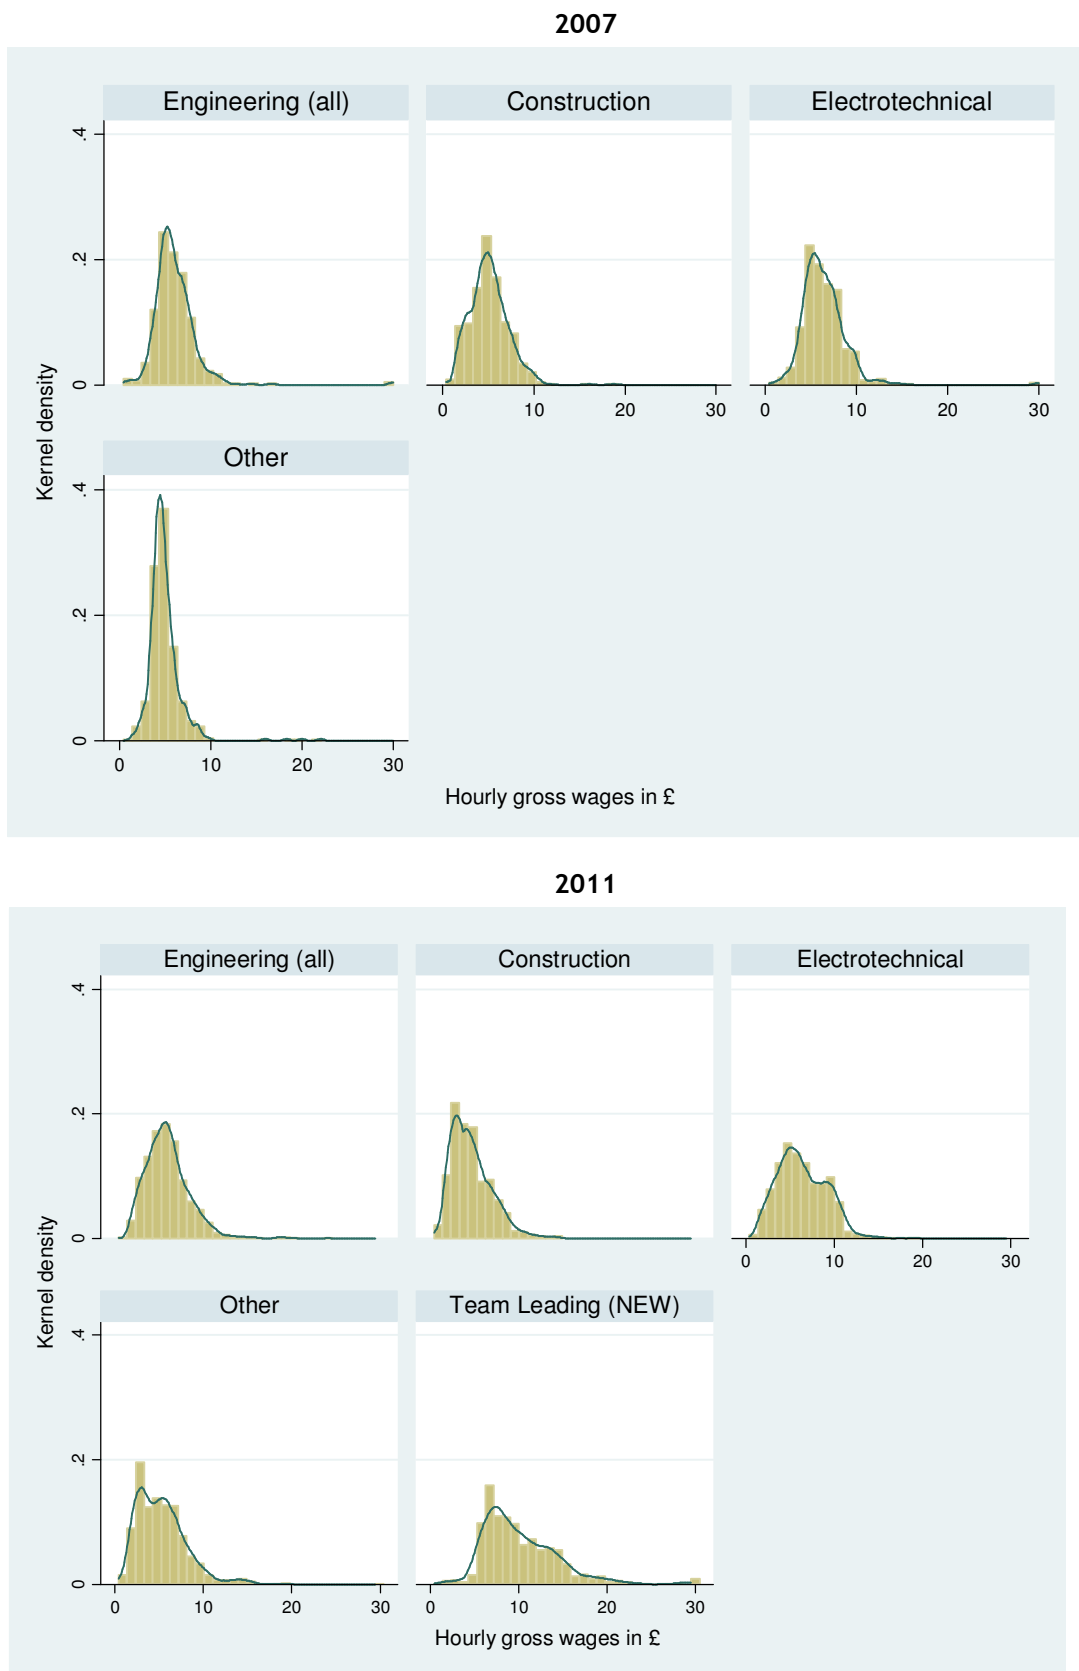 2007
Engineering (all) Construction Electrotechnical
.4
.2
0
0 10 20 30 0 10 20 30
Other
.4
.2
0
0 10 20 30
Kernel density
Hourly gross wages in £
2011
Engineering (all) Construction Electrotechnical
.4
.2
0
0 10 20 30
Other Team Leading (NEW)
.4
.2
0
0 10 20 30 0 10 20 30
Kernel density
Hourly gross wages in £